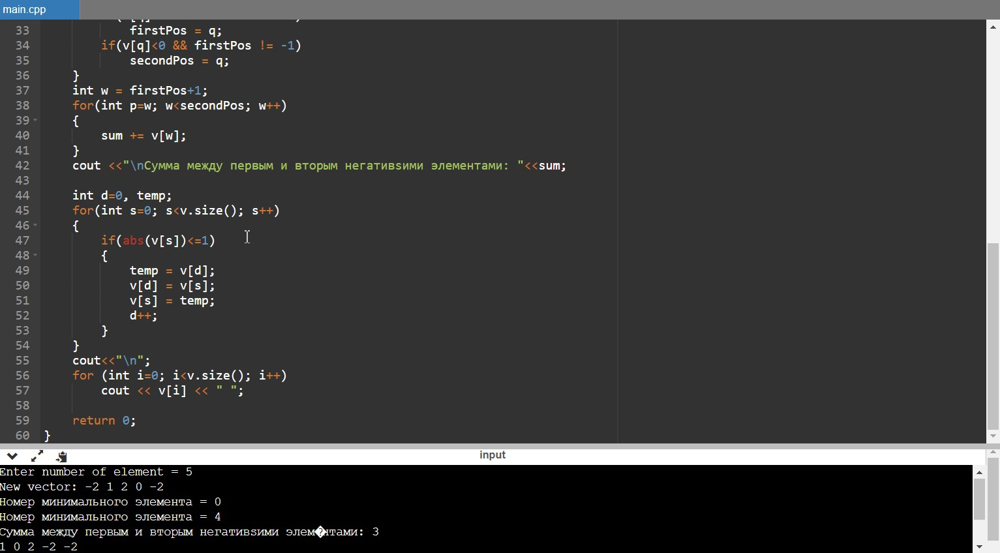 main.cpp
33 firstPos = q;
34 if(v[q]<0 && firstPos != -1)
35 secondPos = q;
36 }
37 int w = firstPos+1;
38 for(int p=w; w<secondPos; w++)
39 {
40 sum += v[w];
41 }
42 cout <<"\nСумма между первым и вторым негативзими элементами: "<<sum;
43
44 int d=0, temp;
45 for(int s=0; s<v.size(); s++)
46 {
47 if(abs(v[s])<=1)
48 {
49 temp = v[d];
50 v[d] = v[s];
51 v[s] = temp;
52 d++;
53 }
54 }
55 cout<<"\n";
56 for (int i=0; i<v.size(); i++)
57 cout << v[i] << " ";
58
59 return 0;
60 }
input
Enter number of element = 5
New vector: -2 1 2 0 -2
Номер минимального элемента = 0
Номер минимального элемента = 4
Сумма между первым и вторым негативзими элем�нтами: 3
1 0 2 -2 -2